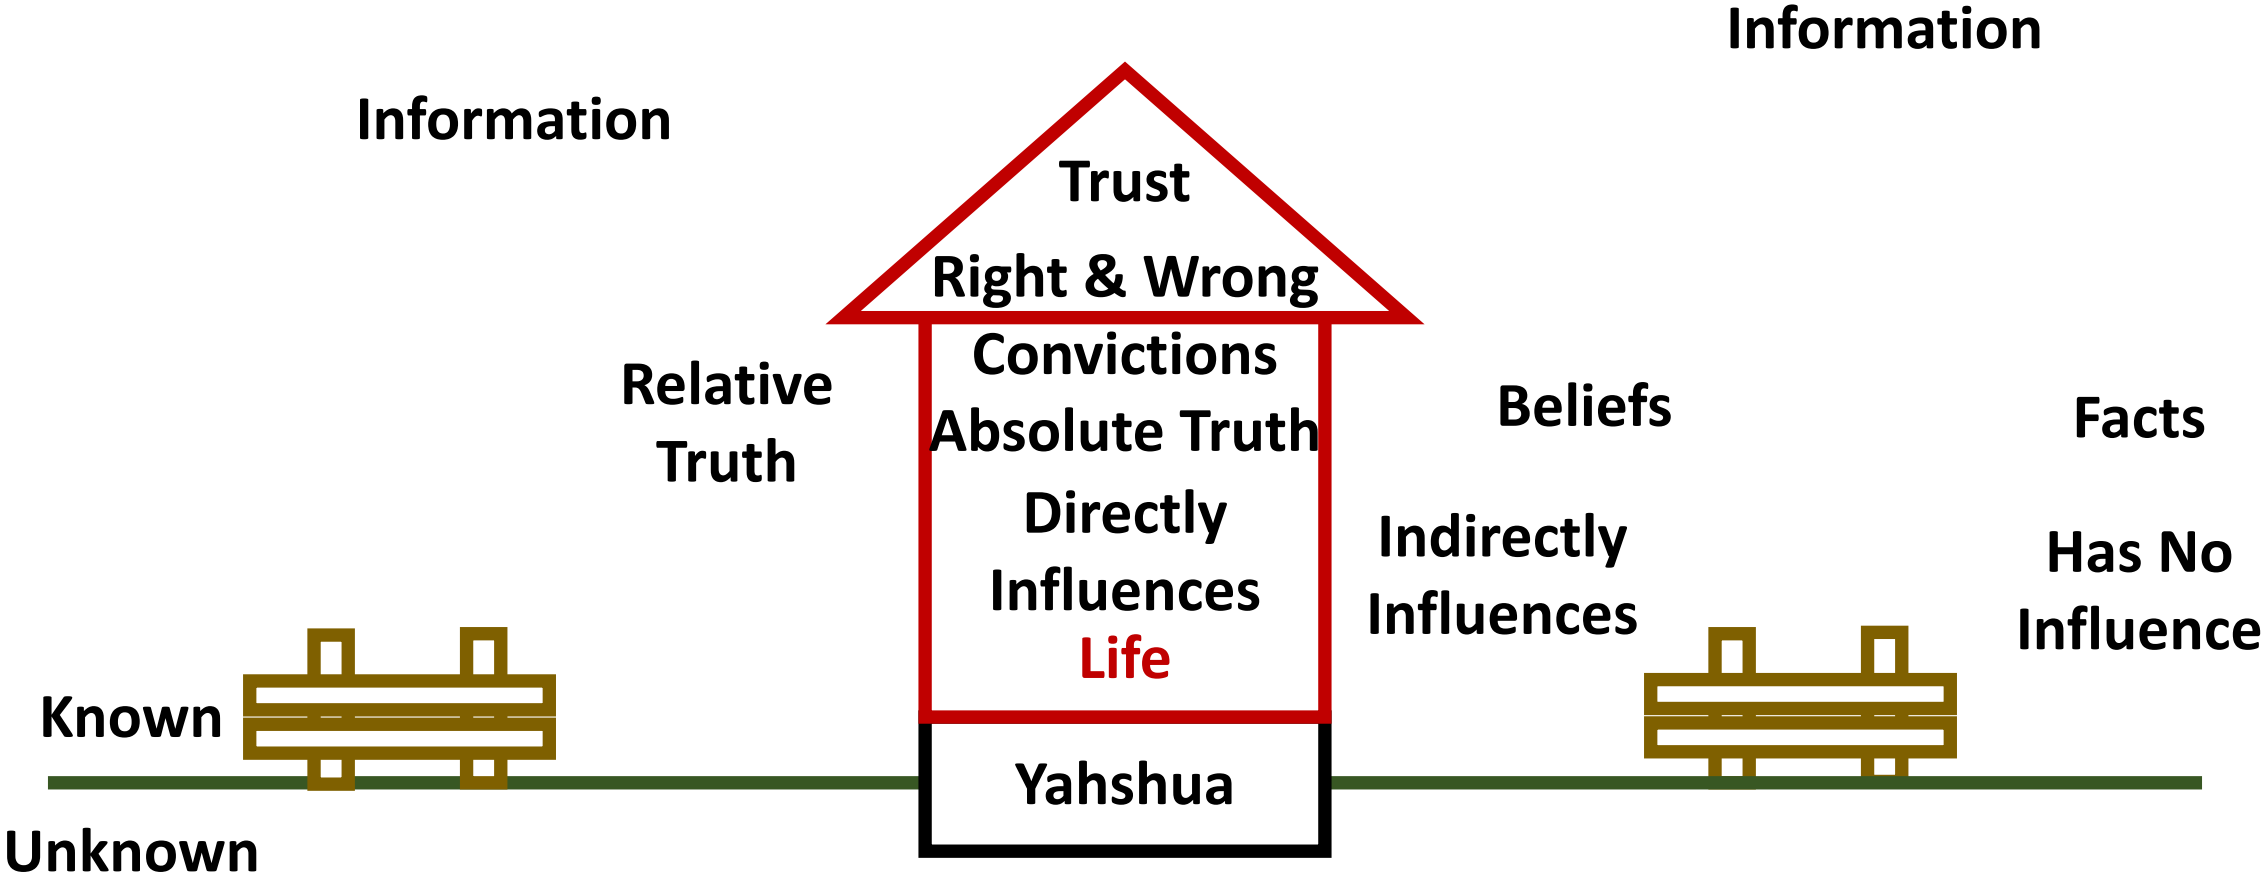 Information
Information
Trust
Right & Wrong
Convictions
Absolute Truth
Directly
Influences
Life
Yahshua
Relative
Truth
Beliefs
Indirectly
Influences
Facts
Has No
Influence
Known
Unknown